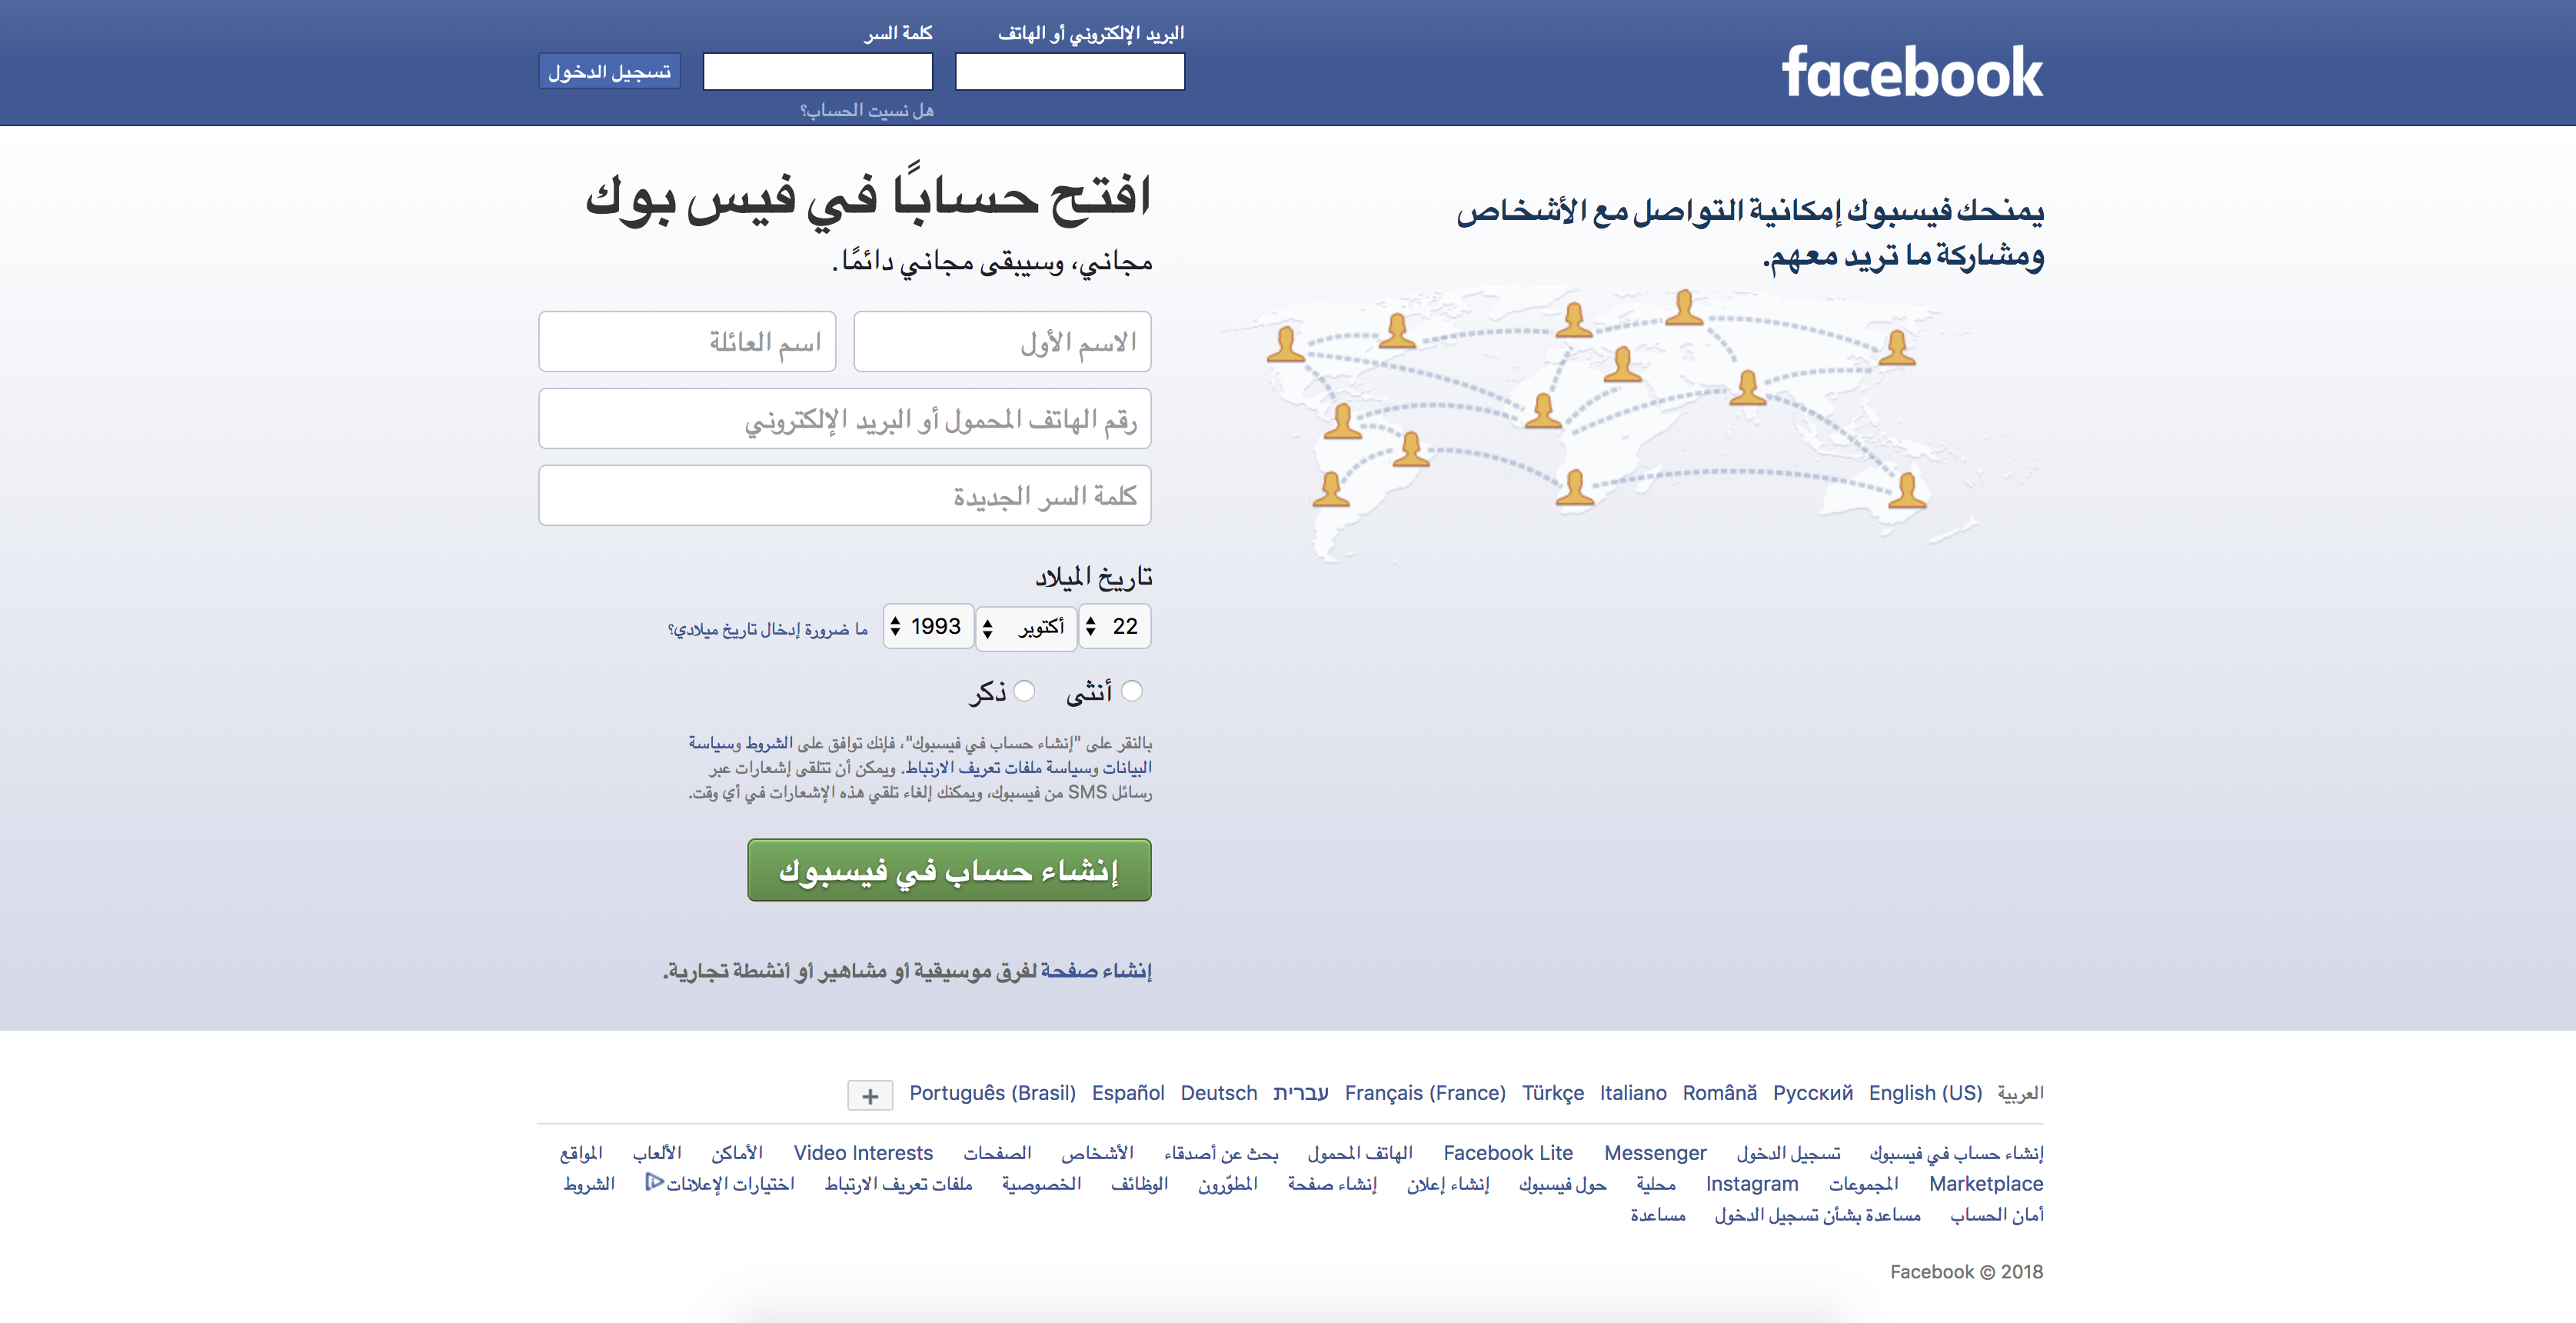 facebook
البريد الإلكتروني أو الهاتف
كلمة السر
تسجيل الدخول
هل نسيت الحساب؟
يمنحك فيسبوك إمكانية التواصل مع الأشخاص
ومشاركة ما تريد معهم.
افتح حسابًا في فيس بوك
مجاني، وسيبقى مجاني دائمًا.
الاسم الأول
اسم العائلة
رقم الهاتف المحمول أو البريد الإلكتروني
كلمة السر الجديدة
تاريخ الميلاد
22 أكتوبر 1993 ما ضرورة إدخال تاريخ ميلادي؟
أنثى ذكر
بالنقر على "إنشاء حساب في فيسبوك"، فإنك توافق على الشروط وسياسة
البيانات وسياسة ملفات تعريف الارتباط. ويمكن أن تتلقى إشعارات عبر
رسائل SMS من فيسبوك، ويمكنك إلغاء تلقي هذه الإشعارات في أي وقت.
إنشاء حساب في فيسبوك
إنشاء صفحة لفرق موسيقية أو مشاهير أو أنشطة تجارية.
العربية English (US) Русский Română Italiano Türkçe Français (France) עברית Deutsch Español Português (Brasil) +
إنشاء حساب في فيسبوك تسجيل الدخول Messenger Facebook Lite الهاتف المحمول بحث عن أصدقاء الأشخاص الصفحات Video Interests الأماكن الألعاب المواقع
Marketplace المجموعات Instagram محلية حول فيسبوك إنشاء إعلان إنشاء صفحة المطوّرون الوظائف الخصوصية ملفات تعريف الارتباط اختيارات الإعلانات الشروط
أمان الحساب مساعدة بشأن تسجيل الدخول مساعدة
Facebook © 2018